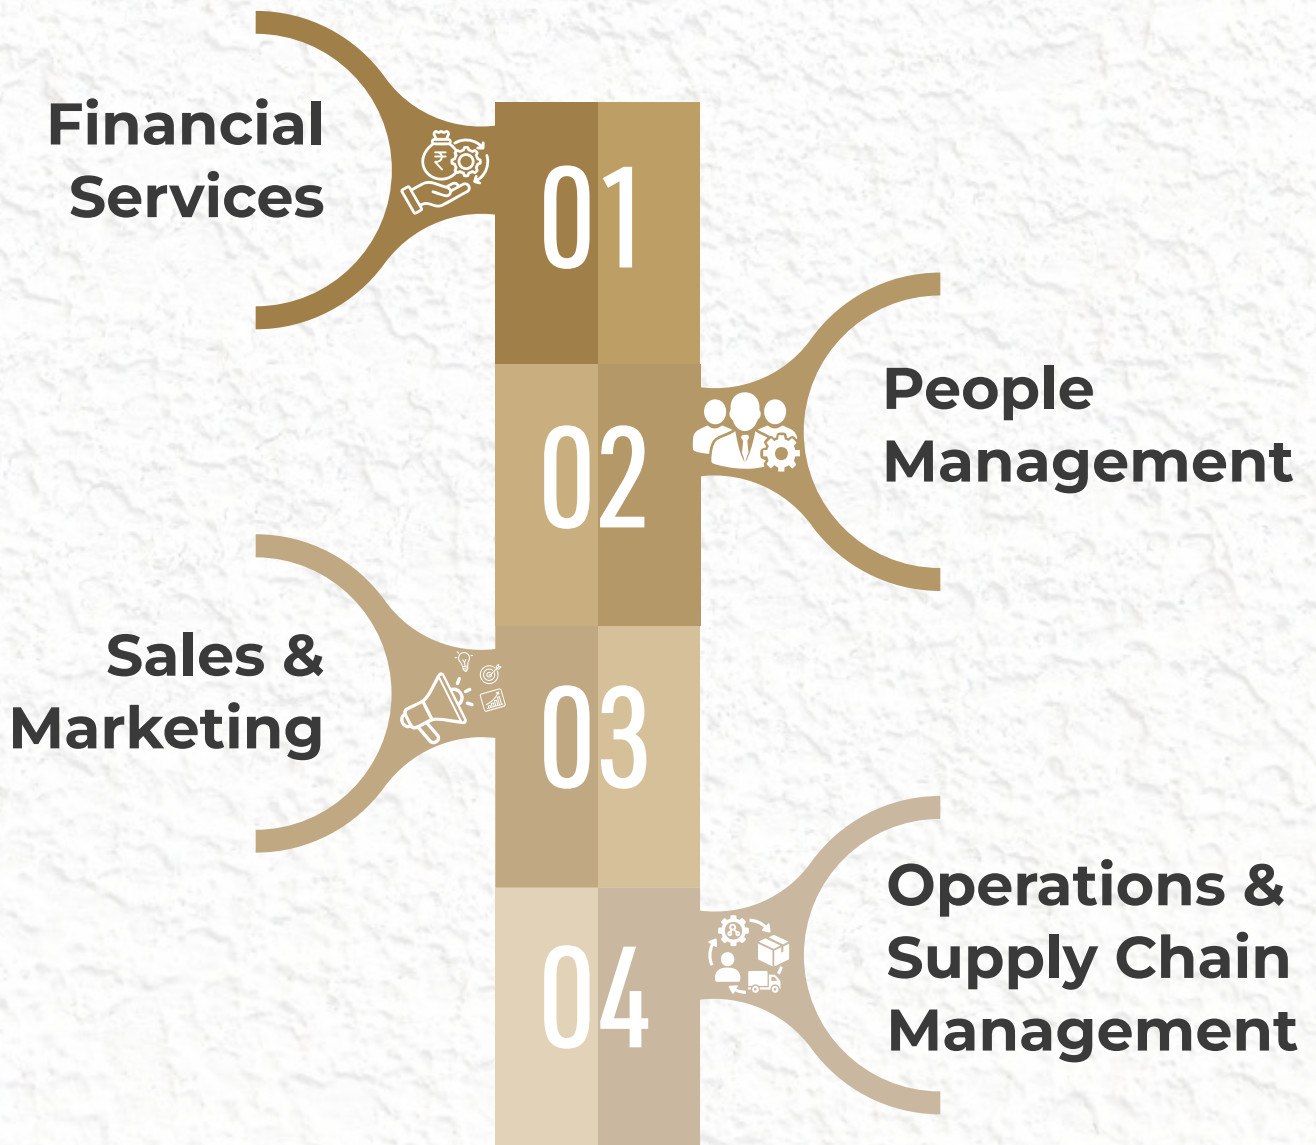 Financial
Services
01
People
Management
02
Sales &
Marketing
03
Operations &
Supply Chain
Management
04